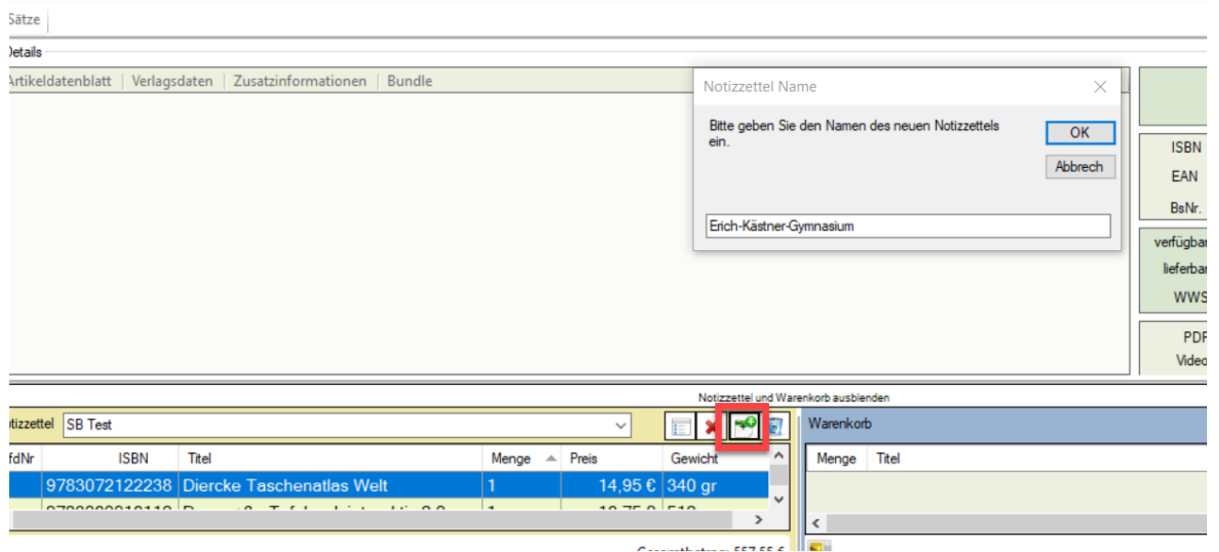 Sätze
Details
Artikeldatenblatt Verlagsdaten Zusatzinformationen Bundle
Notizzettel Name
Bitte geben Sie den Namen des neuen Notizzettels
ein.
OK
Abbrech
Erich-Kästner-Gymnasium
ISBN
EAN
BsNr.
verfügbar
lieferbar
WWS
PDF
Video
Notizzettel und Warenkorb ausblenden
tizzettel SB Test
Warenkorb
fdNr ISBN Titel Menge Preis Gewicht
Menge Titel
9783072122238 Diercke Taschenatlas Welt 1 14,95 € 340 gr